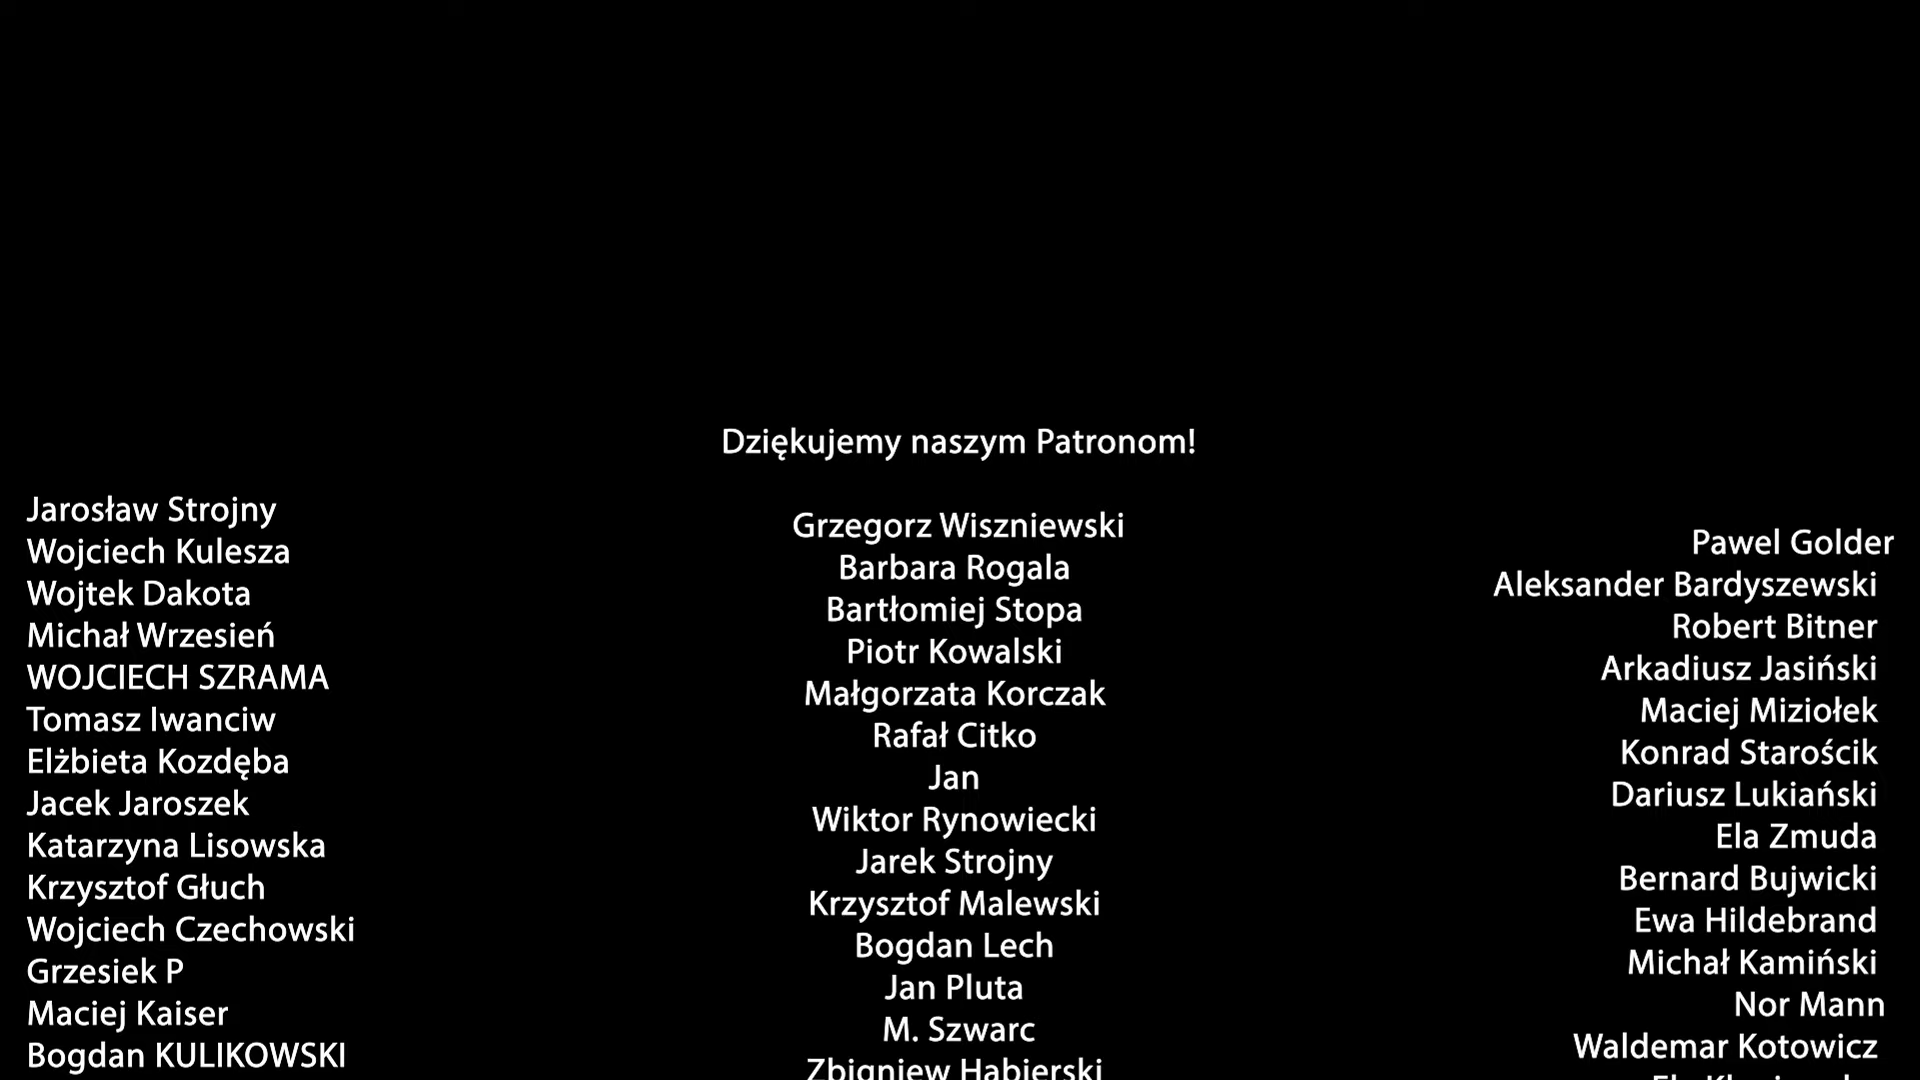 Dziękujemy naszym Patronom!
Jarosław Strojny
Wojciech Kulesza
Wojtek Dakota
Michał Wrzesień
WOJCIECH SZRAMA
Tomasz Iwanciw
Elżbieta Kozdęba
Jacek Jaroszek
Katarzyna Lisowska
Krzysztof Głuch
Wojciech Czechowski
Grzesiek P
Maciej Kaiser
Bogdan KULIKOWSKI
Grzegorz Wiszniewski
Barbara Rogala
Bartłomiej Stopa
Piotr Kowalski
Małgorzata Korczak
Rafał Citko
Jan
Wiktor Rynowiecki
Jarek Strojny
Krzysztof Malewski
Bogdan Lech
Jan Pluta
M. Szwarc
Zbigniew Habierski
Pawel Golder
Aleksander Bardyszewski
Robert Bitner
Arkadiusz Jasiński
Maciej Miziołek
Konrad Starościk
Dariusz Lukiański
Ela Zmuda
Bernard Bujwicki
Ewa Hildebrand
Michał Kamiński
Nor Mann
Waldemar Kotowicz